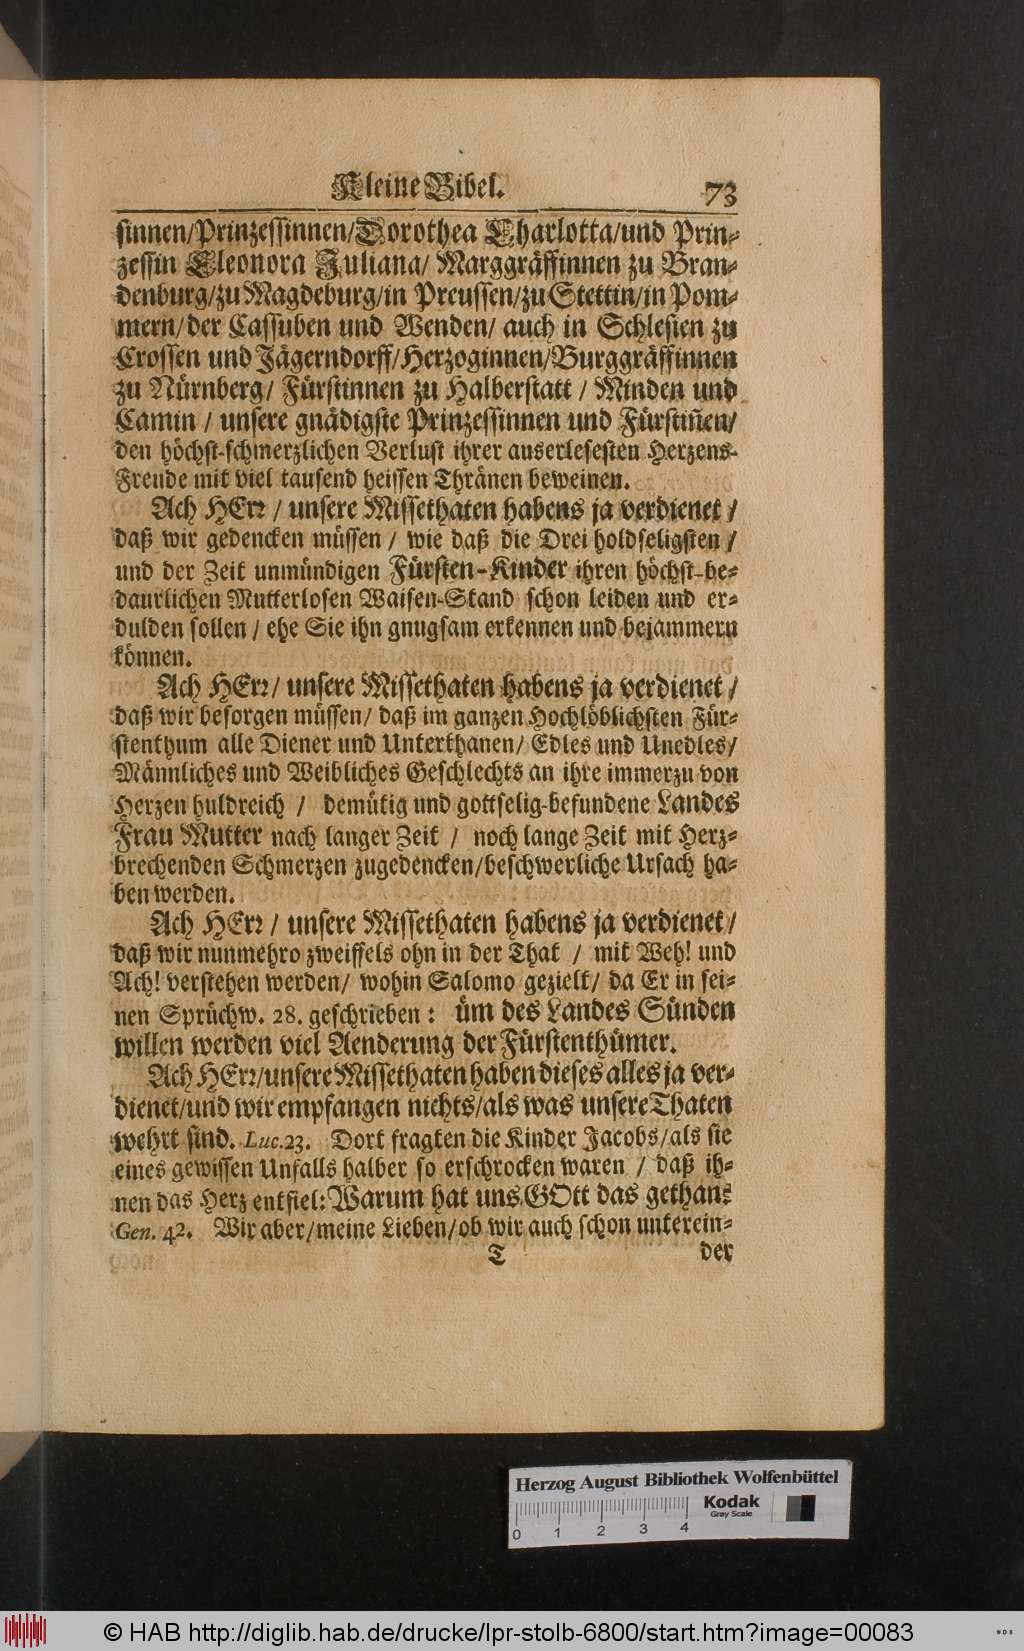 Kleine Bibel. 73
sinnen/Prinzessinnen/Dorothea Charlotta/und Prin-
zessin Eleonora Juliana/ Marggräffinnen zu Bran-
denburg/zu Magdeburg/in Preussen/zu Stettin/in Pom-
mern/der Cassuben und Wenden/ auch in Schlesien zu
Crossen und Jägerndorff/Herzoginnen/Burggräffinnen
zu Nürnberg/ Fürstinnen zu Halberstatt / Minden und
Camin / unsere gnädigste Prinzessinnen und Fürstiñen/
den höchst-schmerzlichen Verlust ihrer auserlesesten Herzens-
Freude mit viel tausend heissen Thränen beweinen.
Ach HErr / unsere Missethaten habens ja verdienet /
daß wir gedencken müssen / wie daß die Drei holdseligsten /
und der Zeit unmündigen Fürsten-Kinder ihren höchst-be-
daurlichen Mutterlosen Waisen-Stand schon leiden und er-
dulden sollen / ehe Sie ihn gnugsam erkennen und bejammern
können.
Ach HErr/ unsere Missethaten habens ja verdienet /
daß wir besorgen müssen/ daß im ganzen Hochlöblichsten Für-
stenthum alle Diener und Unterthanen/ Edles und Unedles/
Männliches und Weibliches Geschlechts an ihre immerzu von
Herzen huldreich / demütig und gottselig-befundene Landes
Frau Mutter nach langer Zeit / noch lange Zeit mit Herz-
brechenden Schmerzen zugedencken/beschwerliche Ursach ha-
ben werden.
Ach HErr / unsere Missethaten habens ja verdienet/
daß wir nunmehro zweiffels ohn in der That / mit Weh! und
Ach! verstehen werden/ wohin Salomo gezielt/ da Er in sei-
nen Sprüchw. 28. geschrieben: üm des Landes Sünden
willen werden viel Aenderung der Fürstenthümer.
Ach HErr/unsere Missethaten haben dieses alles ja ver-
dienet/und wir empfangen nichts/als was unsere Thaten
wehrt sind. Luc.23. Dort fragten die Kinder Jacobs/als sie
eines gewissen Unfalls halber so erschrocken waren / daß ih-
nen das Herz entfiel: Warum hat uns GOtt das gethan?
Gen. 42. Wir aber/meine Lieben/ob wir auch schon unterein-
T der
Herzog August Bibliothek Wolfenbüttel
Kodak
Gray Scale
0 1 2 3 4
© HAB http://diglib.hab.de/drucke/lpr-stolb-6800/start.htm?image=00083